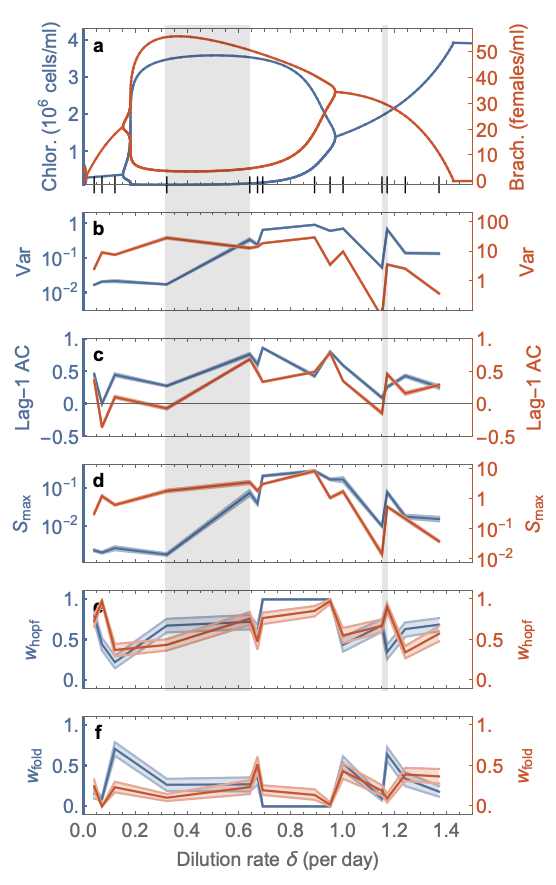 a
Chlor. (10⁶ cells/ml)
4
3
2
1
Brach. (females/ml)
50
40
30
20
10
0
b
Var
1
10⁻¹
10⁻²
Var
100
10
1
c
Lag–1 AC
1.
0.5
0.
−0.5
Lag–1 AC
1.
0.5
0.
−0.5
d
Smax
10⁻¹
10⁻²
Smax
10
1
10⁻¹
10⁻²
e
whopf
1.
0.5
0.
whopf
1.
0.5
0.
f
wfold
1.
0.5
0.
wfold
1.
0.5
0.
0.0 0.2 0.4 0.6 0.8 1.0 1.2 1.4
Dilution rate δ (per day)